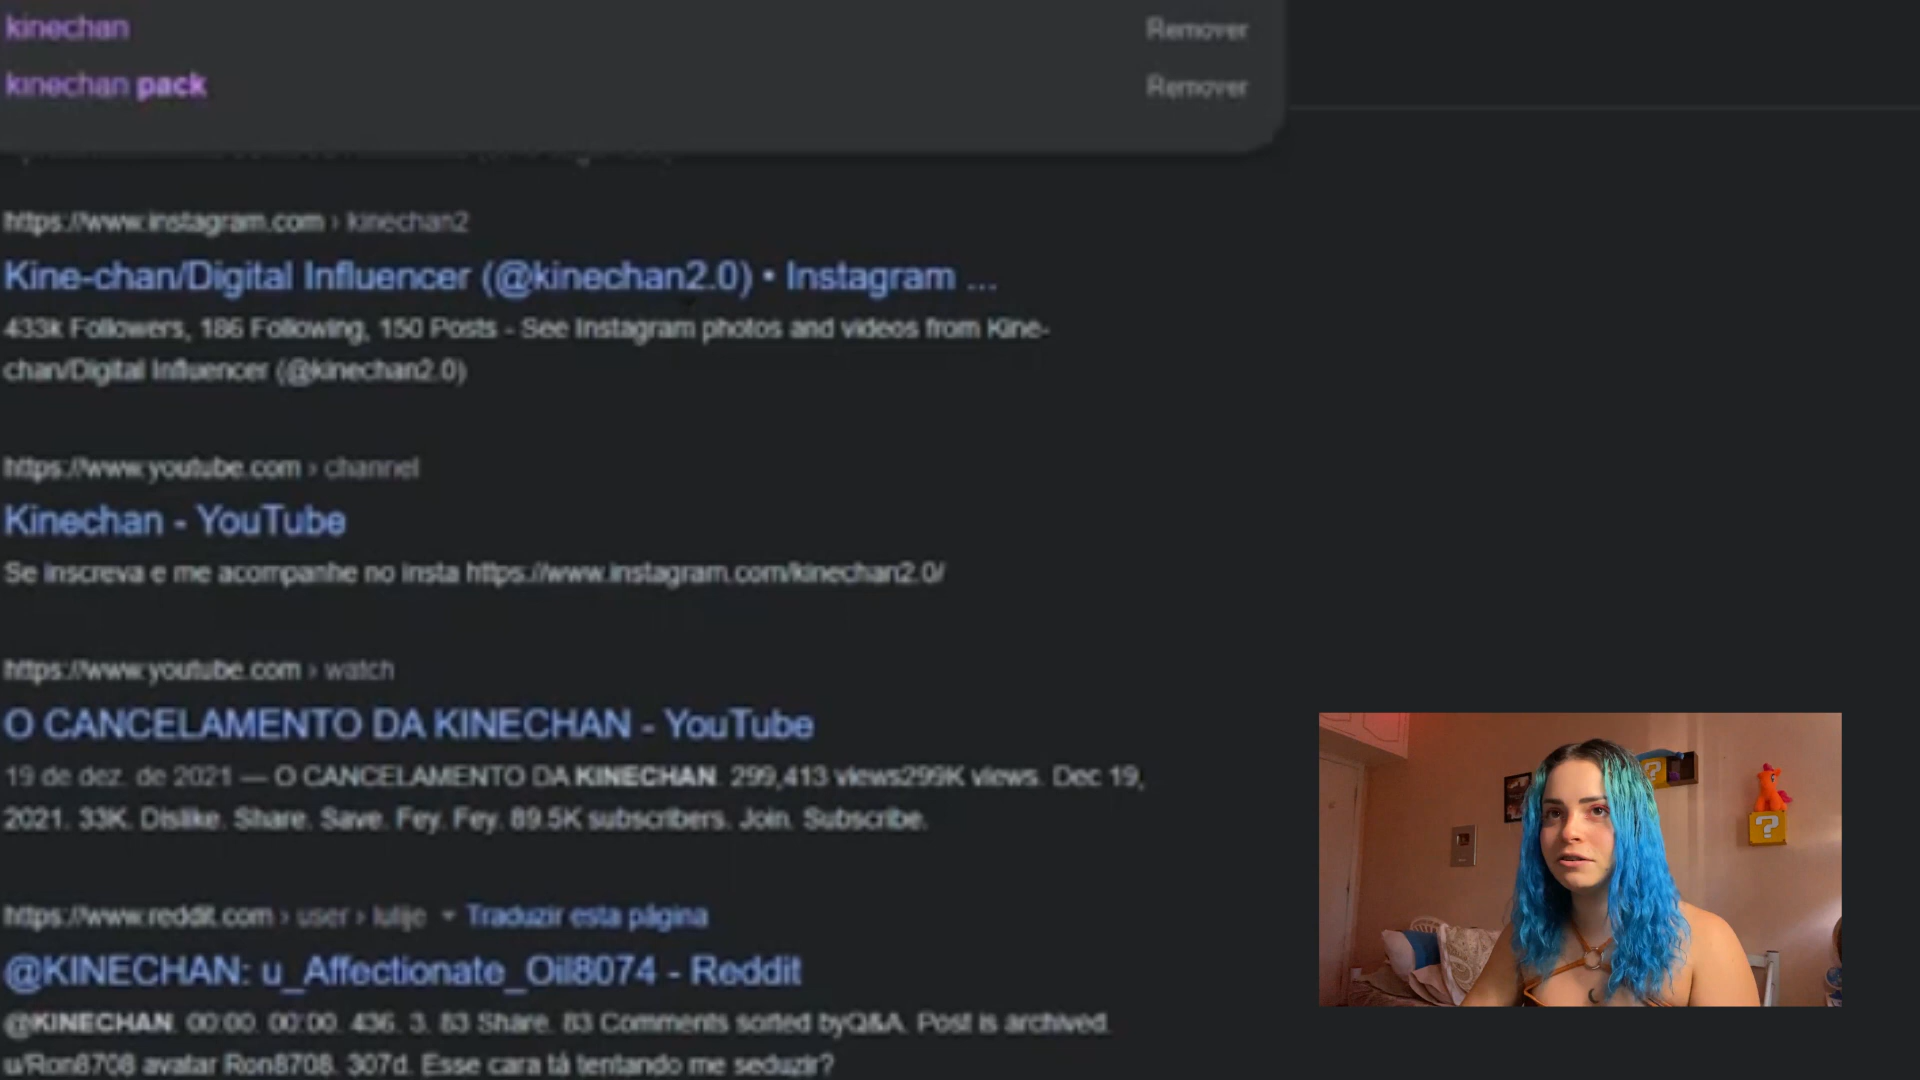 kinechan
Remover
kinechan pack
Remover
https://www.instagram.com › kinechan2
Kine-chan/Digital Influencer (@kinechan2.0) • Instagram ...
433k Followers, 186 Following, 150 Posts - See Instagram photos and videos from Kine-
chan/Digital Influencer (@kinechan2.0)
https://www.youtube.com › channel
Kinechan - YouTube
Se inscreva e me acompanhe no insta https://www.instagram.com/kinechan2.0/
https://www.youtube.com › watch
O CANCELAMENTO DA KINECHAN - YouTube
19 de dez. de 2021 — O CANCELAMENTO DA KINECHAN. 299,413 views299K views. Dec 19,
2021. 33K. Dislike. Share. Save. Fey. Fey. 89.5K subscribers. Join. Subscribe.
https://www.reddit.com › user › lulije Traduzir esta página
@KINECHAN: u_Affectionate_Oil8074 - Reddit
@KINECHAN. 00:00. 00:00. 436. 3. 83 Share. 83 Comments sorted byQ&A. Post is archived.
u/Ron8708 avatar Ron8708. 307d. Esse cara tá tentando me seduzir?
?
?